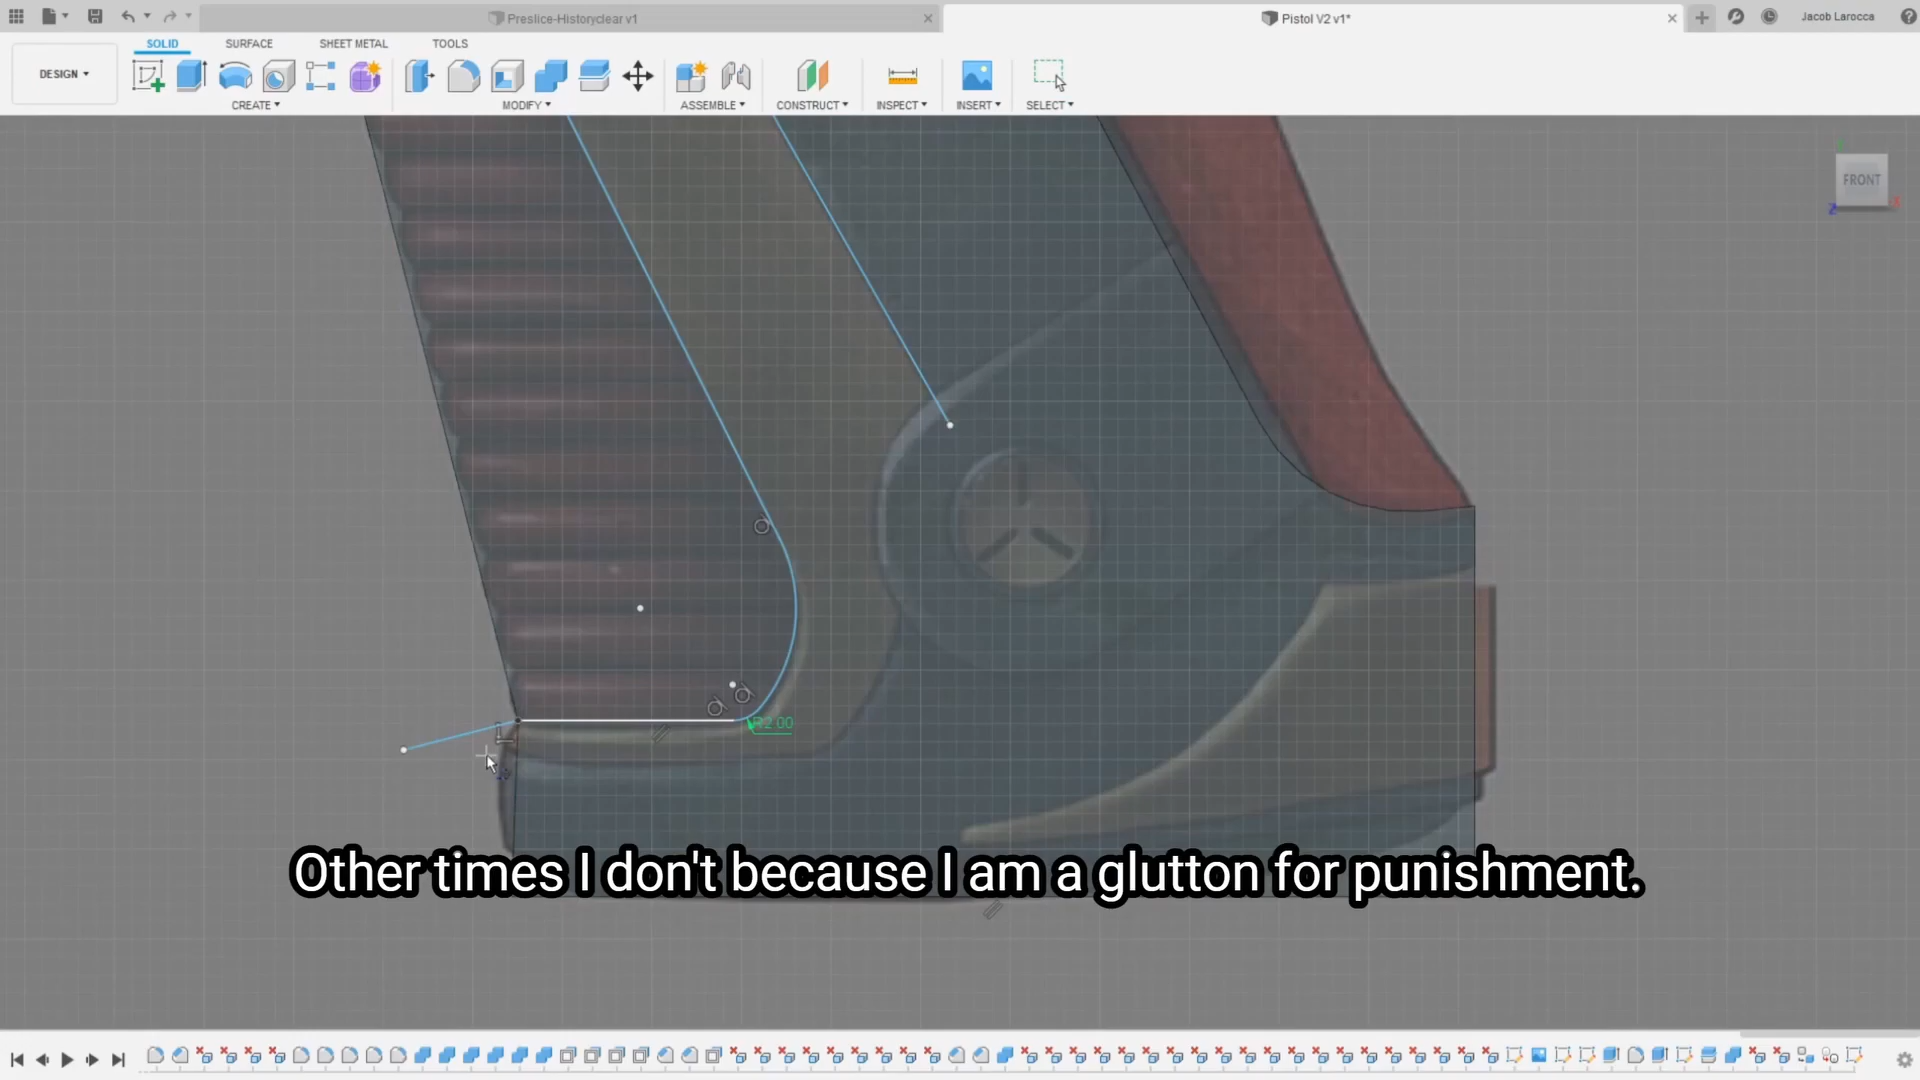 Preslice-Historyclear v1
Pistol V2 v1*
Jacob Larocca
SOLID
SURFACE
SHEET METAL
TOOLS
DESIGN
CREATE
MODIFY
ASSEMBLE
CONSTRUCT
INSPECT
INSERT
SELECT
FRONT
Z
X
R2.00
Other times I don't because I am a glutton for punishment.